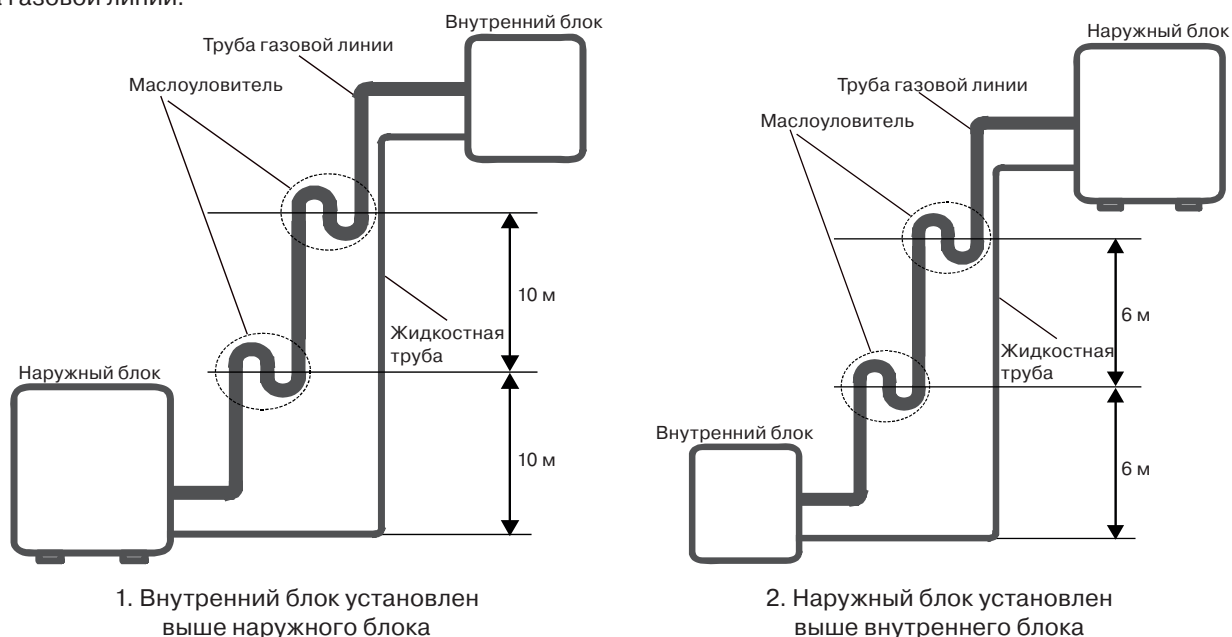 газовой линии.
Внутренний блок
Труба газовой линии
Маслоуловитель
10 м
Жидкостная
труба
Наружный блок
10 м
1. Внутренний блок установлен
выше наружного блока
Наружный блок
Труба газовой линии
Маслоуловитель
6 м
Жидкостная
труба
Внутренний блок
6 м
2. Наружный блок установлен
выше внутреннего блока